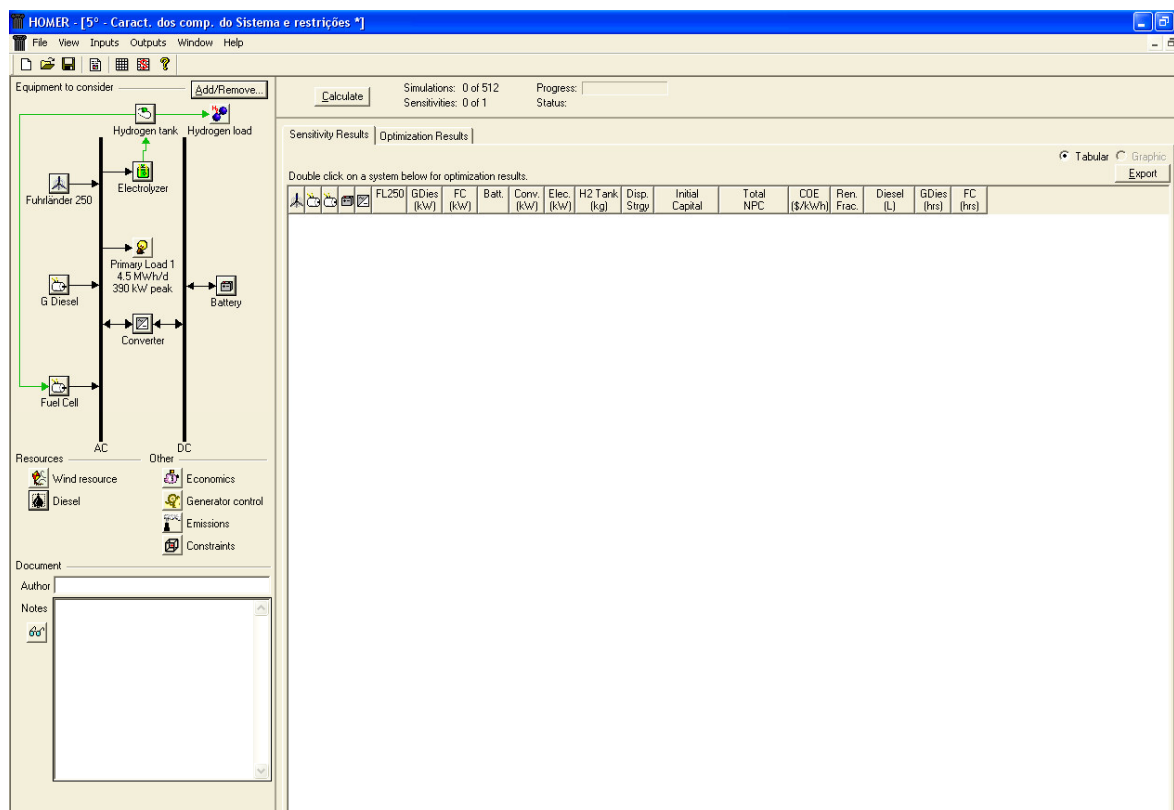 HOMER - [5º - Caract. dos comp. do Sistema e restrições *]
File View Inputs Outputs Window Help
Equipment to consider Add/Remove...
Hydrogen tank Hydrogen load
Electrolyzer
Fuhrländer 250
Primary Load 1
4.5 MWh/d
390 kW peak
G Diesel
Battery
Converter
Fuel Cell
AC DC
Resources Other
Wind resource Economics
Diesel Generator control
Emissions
Constraints
Document
Author
Notes
Calculate
Simulations: 0 of 512 Progress:
Sensitivities: 0 of 1 Status:
Sensitivity Results Optimization Results
Tabular Graphic
Double click on a system below for optimization results. Export
FL250 GDies FC Batt. Conv. Elec. H2 Tank Disp. Initial Total COE Ren. Diesel GDies FC
(kW) (kW) (kW) (kW) (kg) Strgy Capital NPC ($/kWh) Frac. (L) (hrs) (hrs)